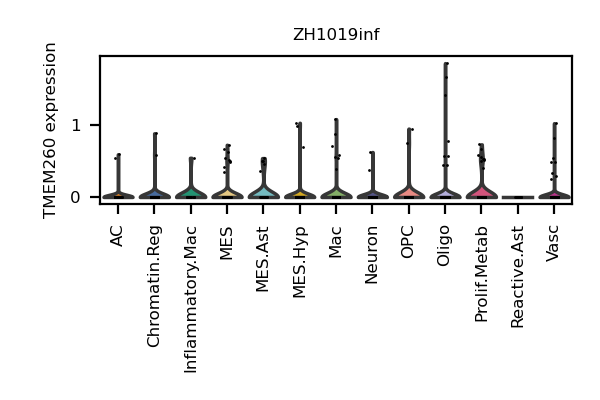 ZH1019inf
TMEM260 expression
1
0
AC
Chromatin.Reg
Inflammatory.Mac
MES
MES.Ast
MES.Hyp
Mac
Neuron
OPC
Oligo
Prolif.Metab
Reactive.Ast
Vasc